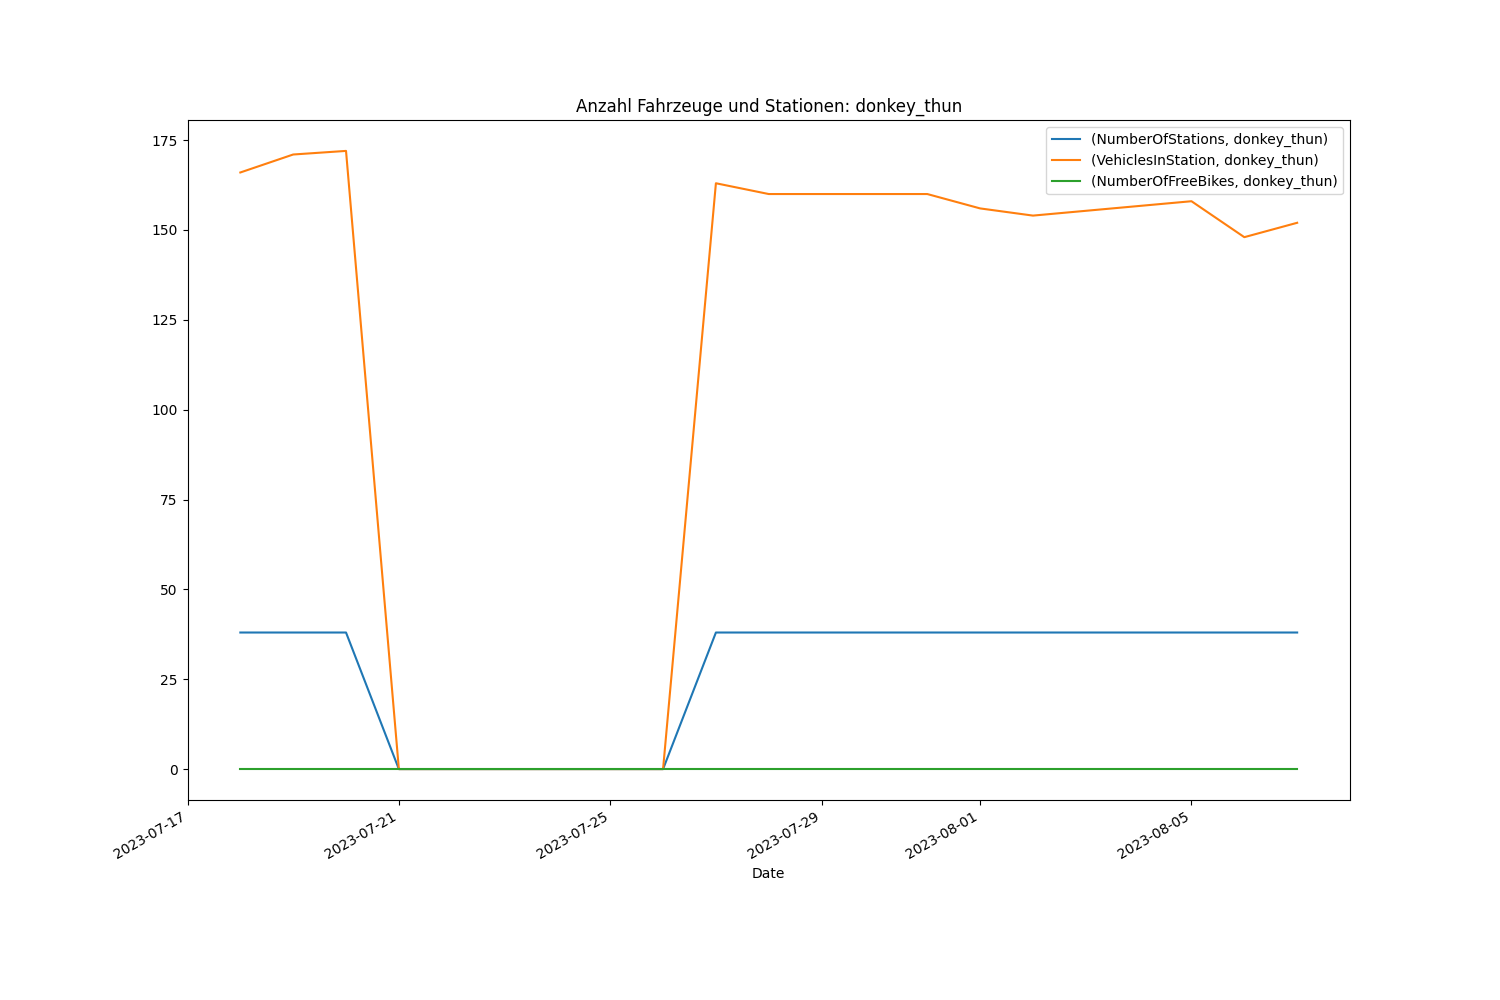 Anzahl Fahrzeuge und Stationen: donkey_thun
(NumberOfStations, donkey_thun)
(VehiclesInStation, donkey_thun)
(NumberOfFreeBikes, donkey_thun)
175
150
125
100
75
50
25
0
2023-07-17
2023-07-21
2023-07-25
2023-07-29
2023-08-01
2023-08-05
Date